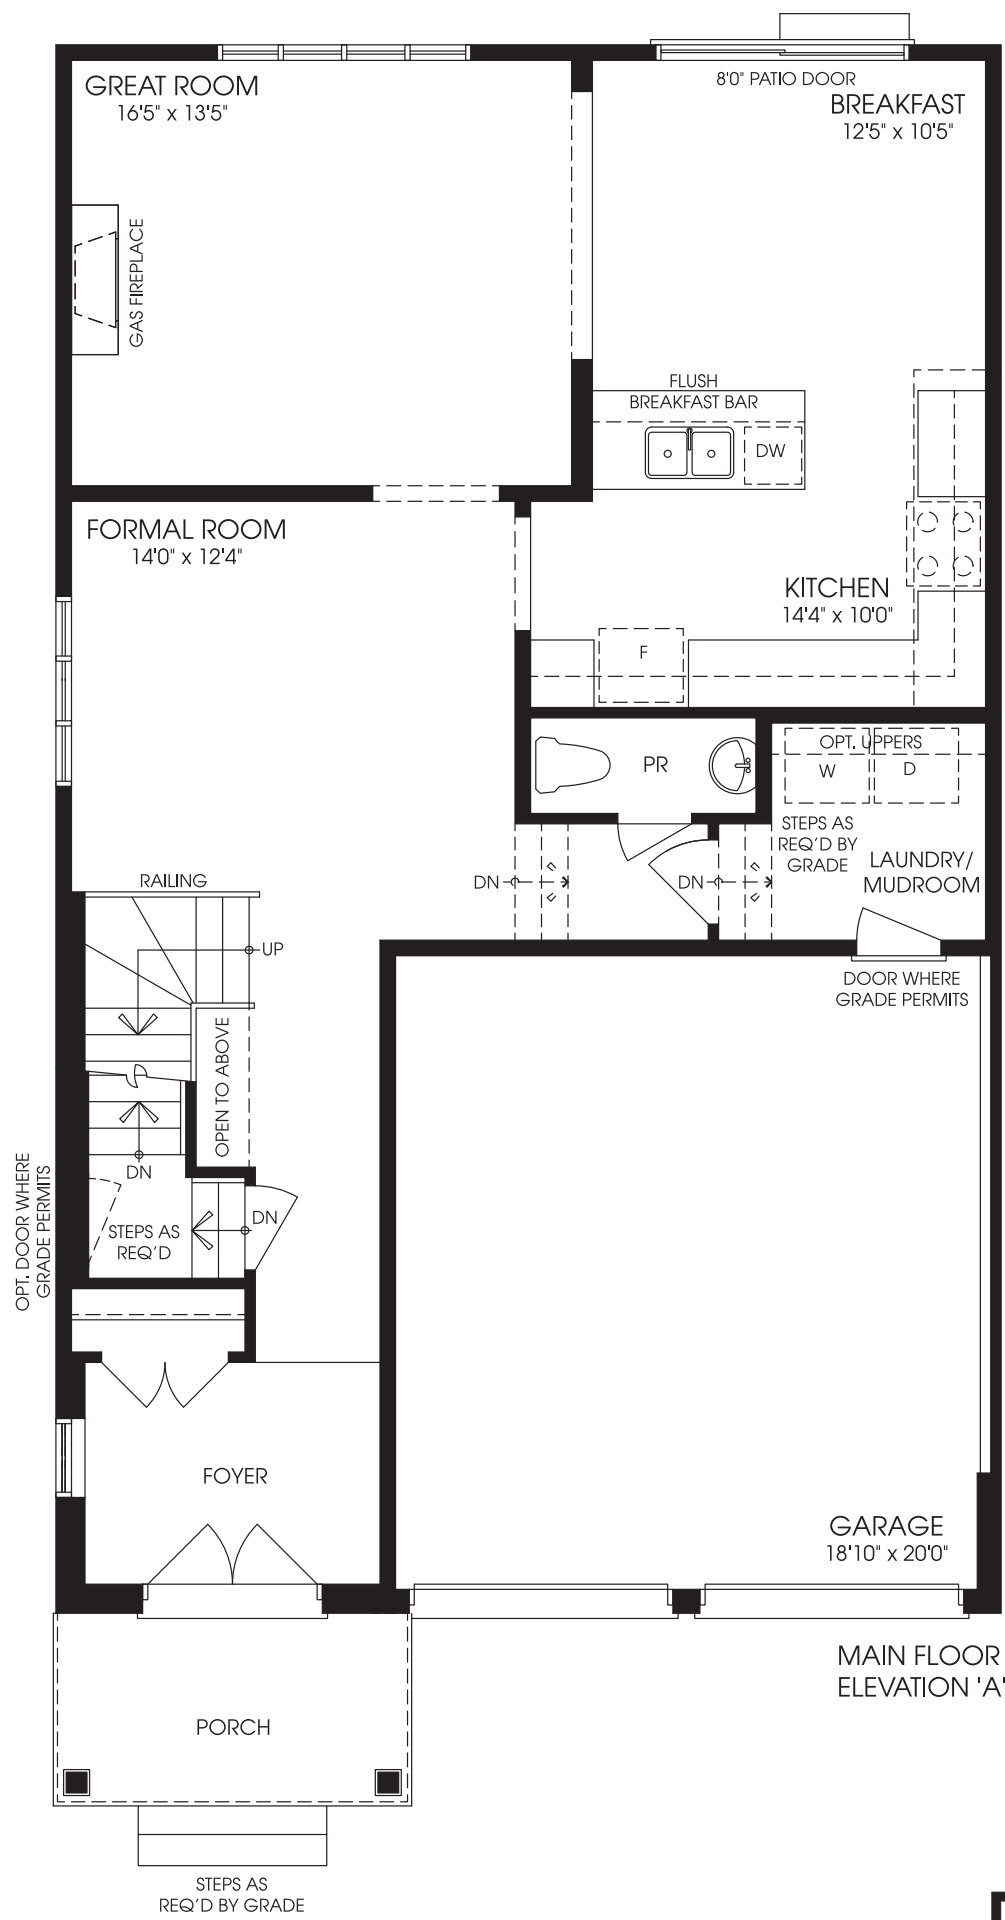 GREAT ROOM
16'5" x 13'5"
8'0" PATIO DOOR
BREAKFAST
12'5" x 10'5"
GAS FIREPLACE
FLUSH
BREAKFAST BAR
DW
FORMAL ROOM
14'0" x 12'4"
KITCHEN
14'4" x 10'0"
F
PR
OPT. UPPERS
W
D
STEPS AS
REQ'D BY
GRADE
LAUNDRY/
MUDROOM
RAILING
DN
DN
UP
DOOR WHERE
GRADE PERMITS
OPEN TO ABOVE
DN
OPT. DOOR WHERE
GRADE PERMITS
DN
STEPS AS
REQ'D
FOYER
GARAGE
18'10" x 20'0"
MAIN FLOOR
ELEVATION 'A'
PORCH
STEPS AS
REQ'D BY GRADE